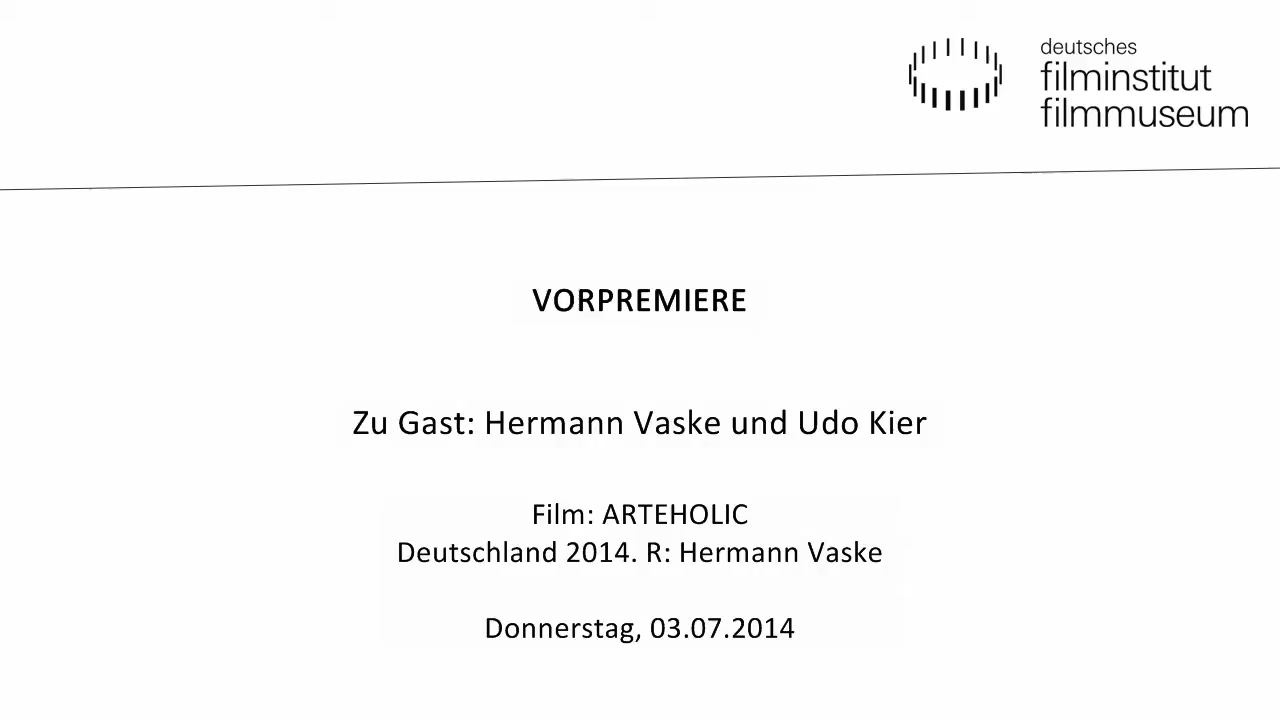 deutsches
filminstitut
filmmuseum
VORPREMIERE
Zu Gast: Hermann Vaske und Udo Kier
Film: ARTEHOLIC
Deutschland 2014. R: Hermann Vaske
Donnerstag, 03.07.2014